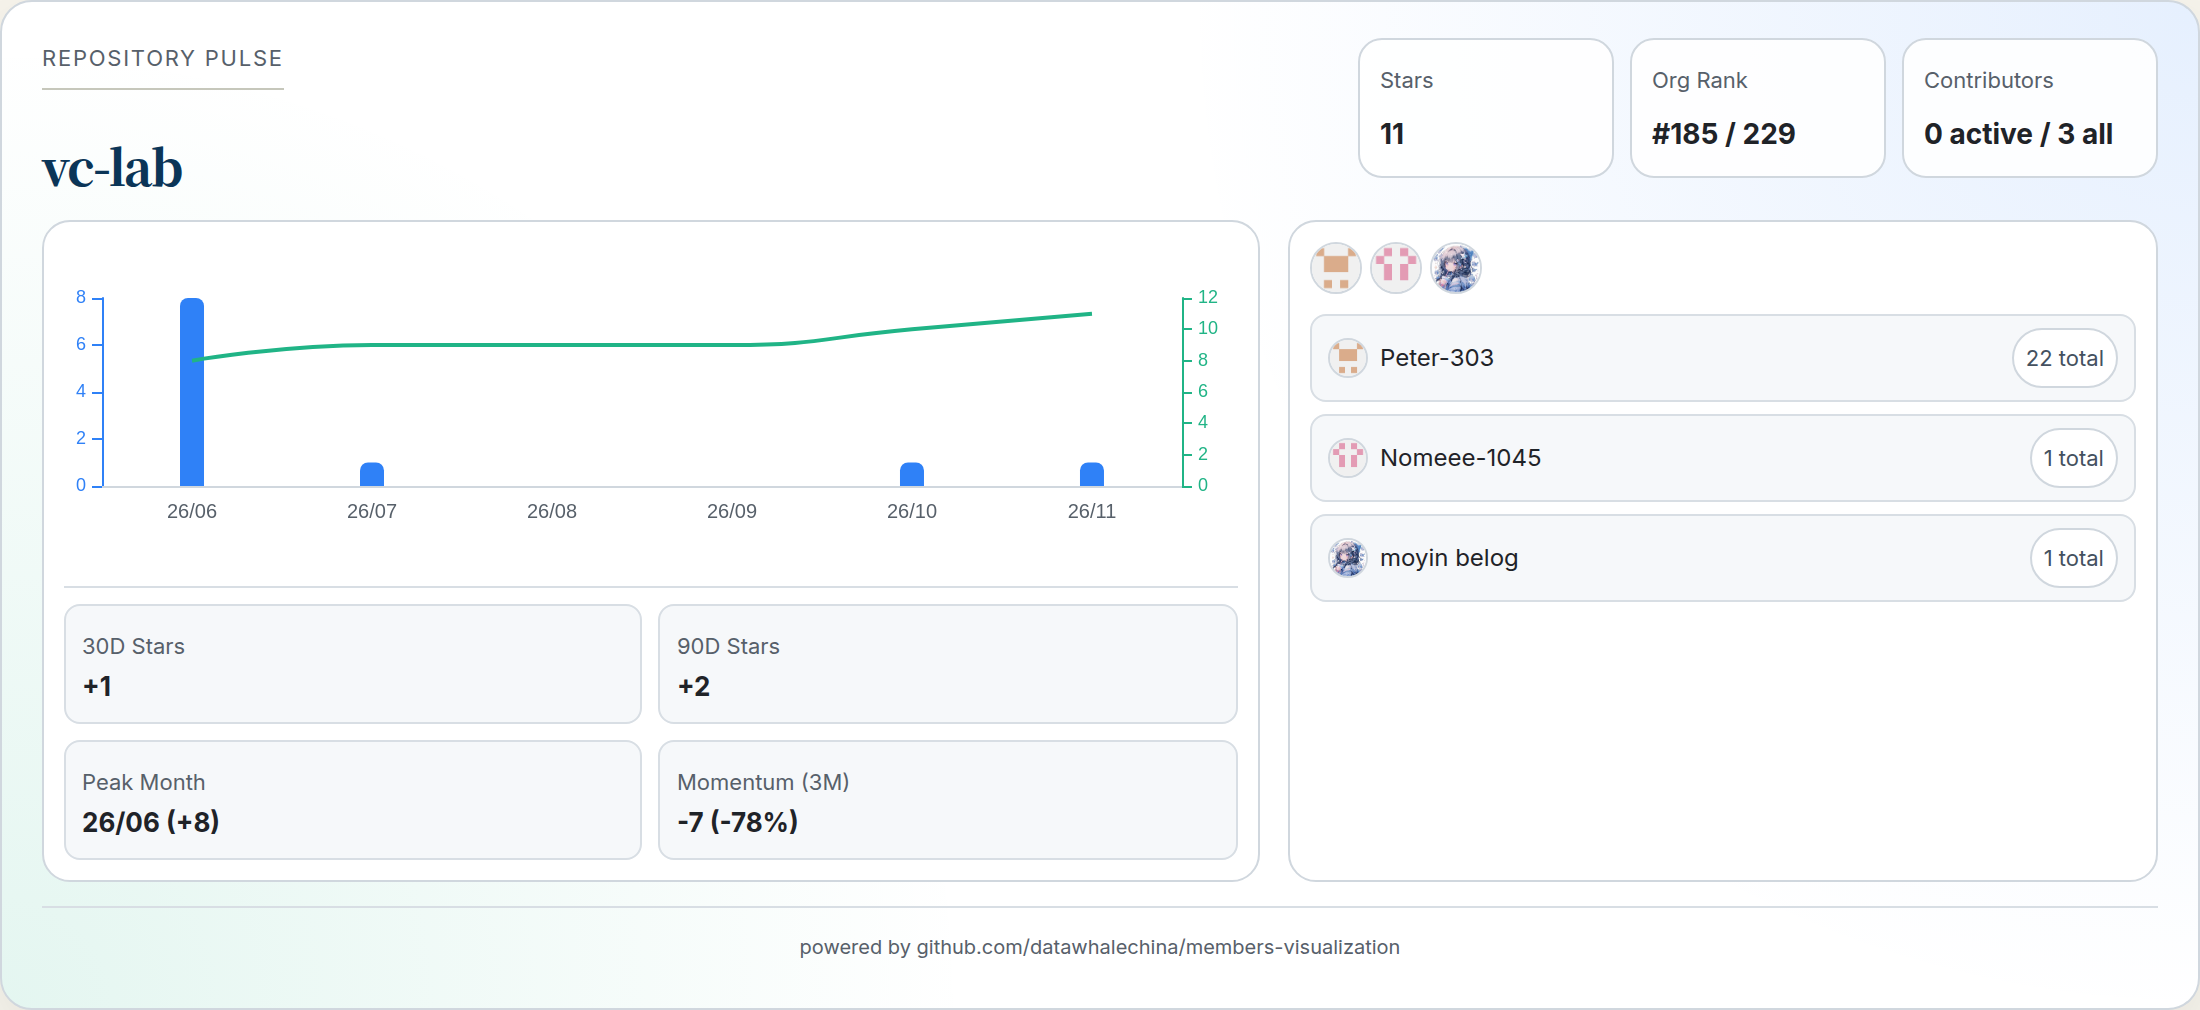 REPOSITORY PULSE
vc-lab
Stars
11
Org Rank
#185 / 229
Contributors
0 active / 3 all
8
6
4
2
0
12
10
8
6
4
2
0
26/06
26/07
26/08
26/09
26/10
26/11
30D Stars
+1
90D Stars
+2
Peak Month
26/06 (+8)
Momentum (3M)
-7 (-78%)
Peter-303
22 total
Nomeee-1045
1 total
moyin belog
1 total
powered by github.com/datawhalechina/members-visualization